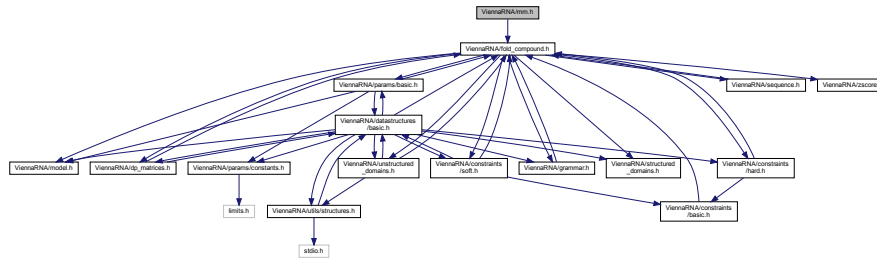 ViennaRNA/mm.h
ViennaRNA/fold_compound.h
ViennaRNA/params/basic.h
ViennaRNA/sequence.h
ViennaRNA/zscore
ViennaRNA/datastructures
/basic.h
ViennaRNA/model.h
ViennaRNA/dp_matrices.h
ViennaRNA/params/constants.h
ViennaRNA/unstructured
_domains.h
ViennaRNA/constraints
/soft.h
ViennaRNA/grammar.h
ViennaRNA/structured
_domains.h
ViennaRNA/constraints
/hard.h
limits.h
ViennaRNA/utils/structures.h
ViennaRNA/constraints
/basic.h
stdio.h